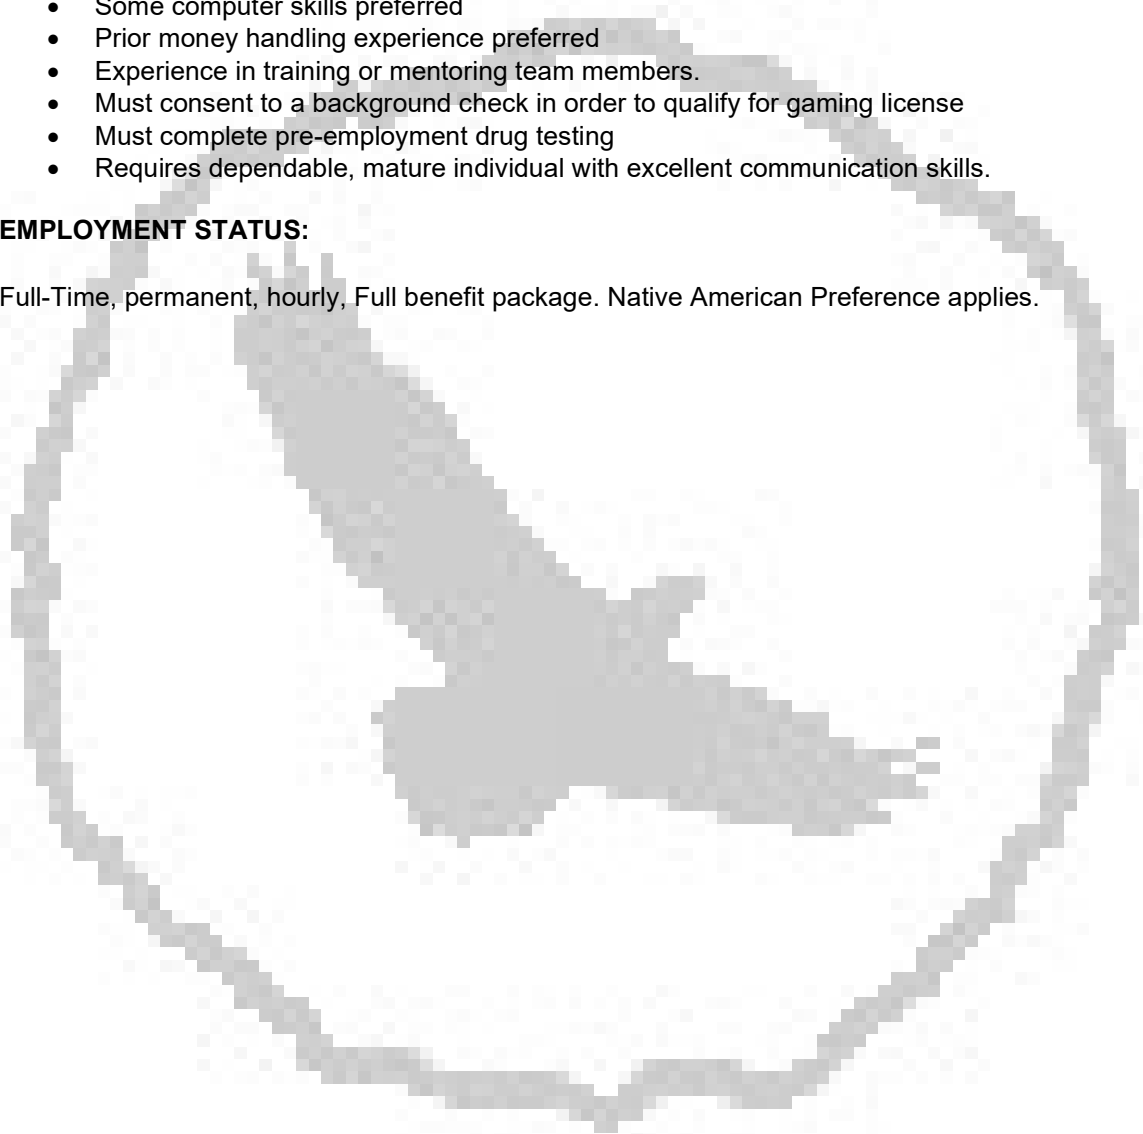 • Some computer skills preferred
• Prior money handling experience preferred
• Experience in training or mentoring team members.
• Must consent to a background check in order to qualify for gaming license
• Must complete pre-employment drug testing
• Requires dependable, mature individual with excellent communication skills.
EMPLOYMENT STATUS:
Full-Time, permanent, hourly, Full benefit package. Native American Preference applies.